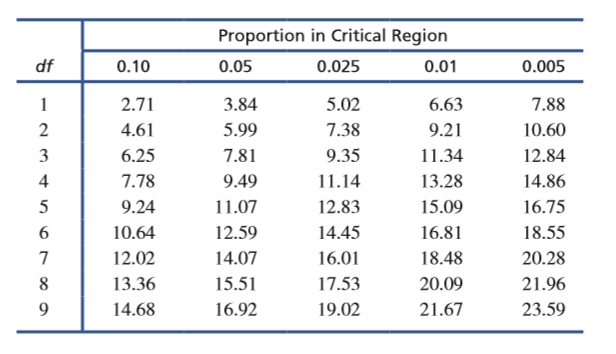 Proportion in Critical Region
df 0.10 0.05 0.025 0.01 0.005
1 2.71 3.84 5.02 6.63 7.88
2 4.61 5.99 7.38 9.21 10.60
3 6.25 7.81 9.35 11.34 12.84
4 7.78 9.49 11.14 13.28 14.86
5 9.24 11.07 12.83 15.09 16.75
6 10.64 12.59 14.45 16.81 18.55
7 12.02 14.07 16.01 18.48 20.28
8 13.36 15.51 17.53 20.09 21.96
9 14.68 16.92 19.02 21.67 23.59